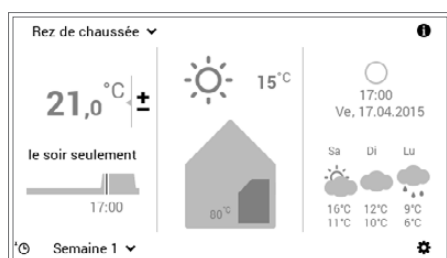 Rez de chaussée
21,0 °C ±
le soir seulement
17:00
15 °C
80 °C
17:00
Ve, 17.04.2015
Sa Di Lu
16°C 12°C 9°C
11°C 10°C 6°C
Semaine 1